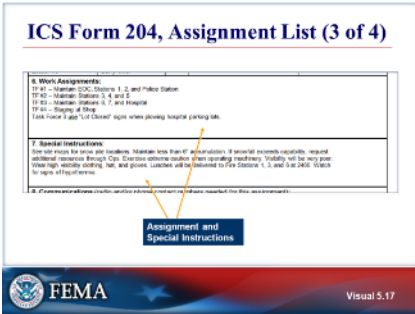 ICS Form 204, Assignment List (3 of 4)
6. Work Assignments:
TF #1 – Maintain EOC, Stations 1, 2, and Police Station
TF #2 – Maintain Stations 3, 4, and 5
TF #3 – Maintain Stations 6, 7, and Hospital
TF #4 – Staging at Shop
Task Force 3 use "Lot Closed" signs when plowing hospital parking lots.
7. Special Instructions:
See site maps for snow pile locations. Maintain less than 6" accumulation. If snowfall exceeds capability, request
additional resources through Ops. Exercise extreme caution when operating machinery. Visibility will be very poor.
Wear high visibility clothing, hat, and gloves. Lunches will be delivered to Fire Stations 1, 3, and 6 at 2400. Watch
for signs of hypothermia.
8. Communications (radio and/or phone contact numbers needed for this assignment):
Assignment and
Special Instructions
FEMA
Visual 5.17